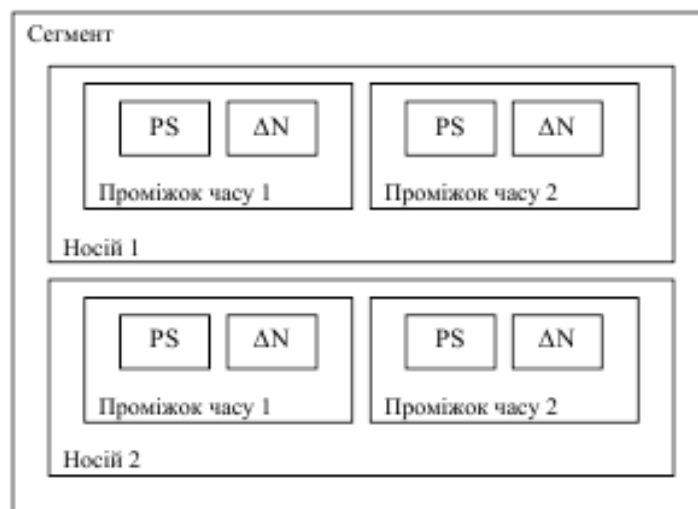 Сегмент
PS ΔN PS ΔN
Проміжок часу 1 Проміжок часу 2
Носій 1
PS ΔN PS ΔN
Проміжок часу 1 Проміжок часу 2
Носій 2